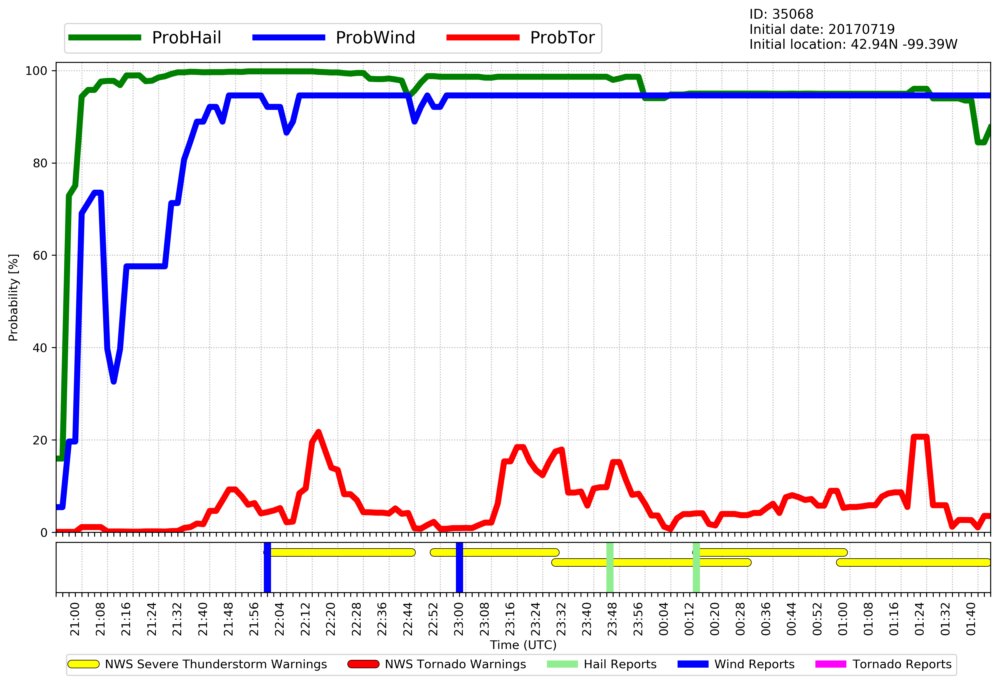 ID: 35068
Initial date: 20170719
Initial location: 42.94N -99.39W
ProbHail ProbWind ProbTor
100
80
60
40
20
0
Probability [%]
21:00 21:08 21:16 21:24 21:32 21:40 21:48 21:56 22:04 22:12 22:20 22:28 22:36 22:44 22:52 23:00 23:08 23:16 23:24 23:32 23:40 23:48 23:56 00:04 00:12 00:20 00:28 00:36 00:44 00:52 01:00 01:08 01:16 01:24 01:32 01:40
Time (UTC)
NWS Severe Thunderstorm Warnings NWS Tornado Warnings Hail Reports Wind Reports Tornado Reports